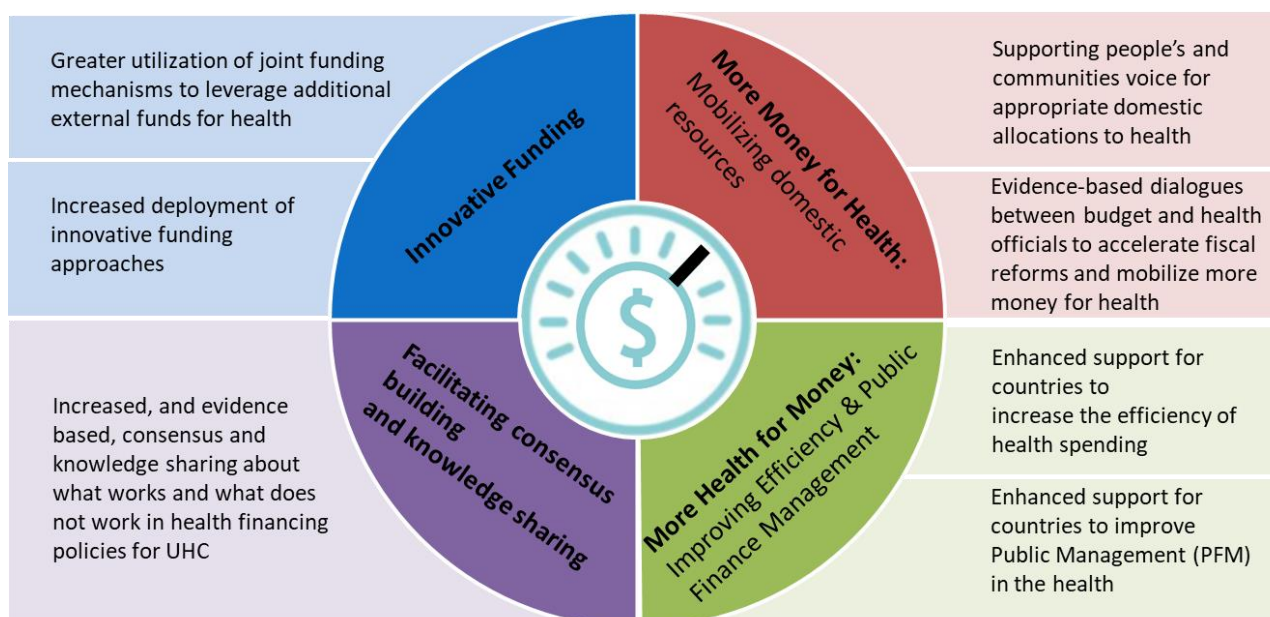 Greater utilization of joint funding
mechanisms to leverage additional
external funds for health
Increased deployment of
innovative funding
approaches
Innovative Funding
More Money for Health:
Mobilizing domestic
resources
Supporting people's and
communities voice for
appropriate domestic
allocations to health
Evidence-based dialogues
between budget and health
officials to accelerate fiscal
reforms and mobilize more
money for health
$
Increased, and evidence
based, consensus and
knowledge sharing about
what works and what does
not work in health financing
policies for UHC
Facilitating consensus
building
and knowledge sharing
More Health for Money:
Improving Efficiency & Public
Finance Management
Enhanced support for
countries to
increase the efficiency of
health spending
Enhanced support for
countries to improve
Public Management (PFM)
in the health